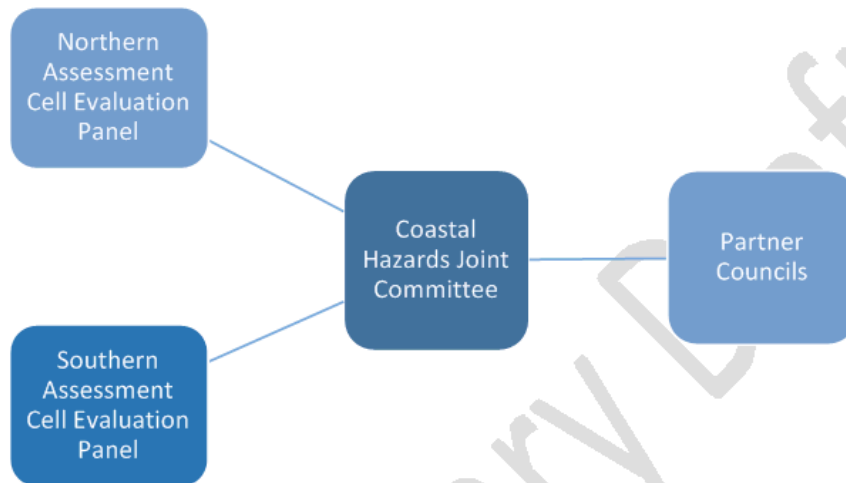 Northern
Assessment
Cell Evaluation
Panel
Coastal
Hazards Joint
Committee
Partner
Councils
Southern
Assessment
Cell Evaluation
Panel